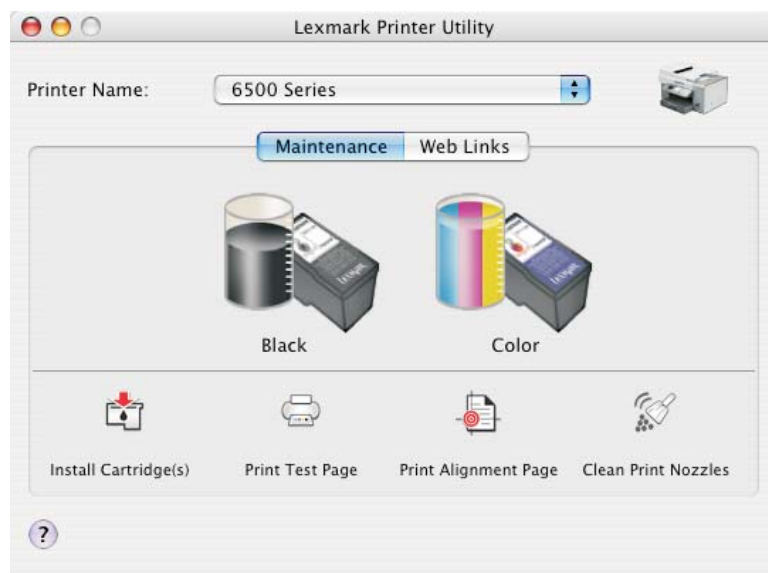 Lexmark Printer Utility
Printer Name:
6500 Series
Maintenance
Web Links
Black
Color
Install Cartridge(s)
Print Test Page
Print Alignment Page
Clean Print Nozzles
?